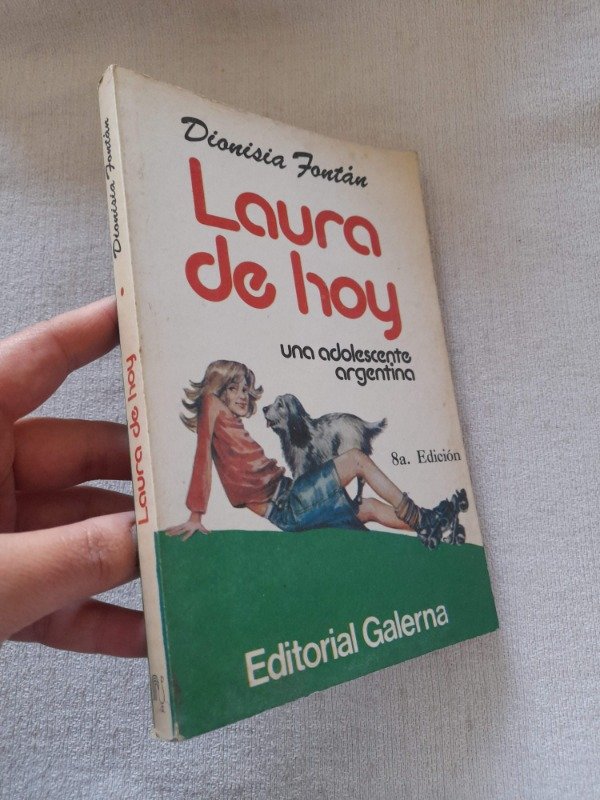 Dionisia Fontán
Laura
de hoy
una adolescente
argentina
8a. Edición
Editorial Galerna
Dionisia Fontán • Laura de hoy